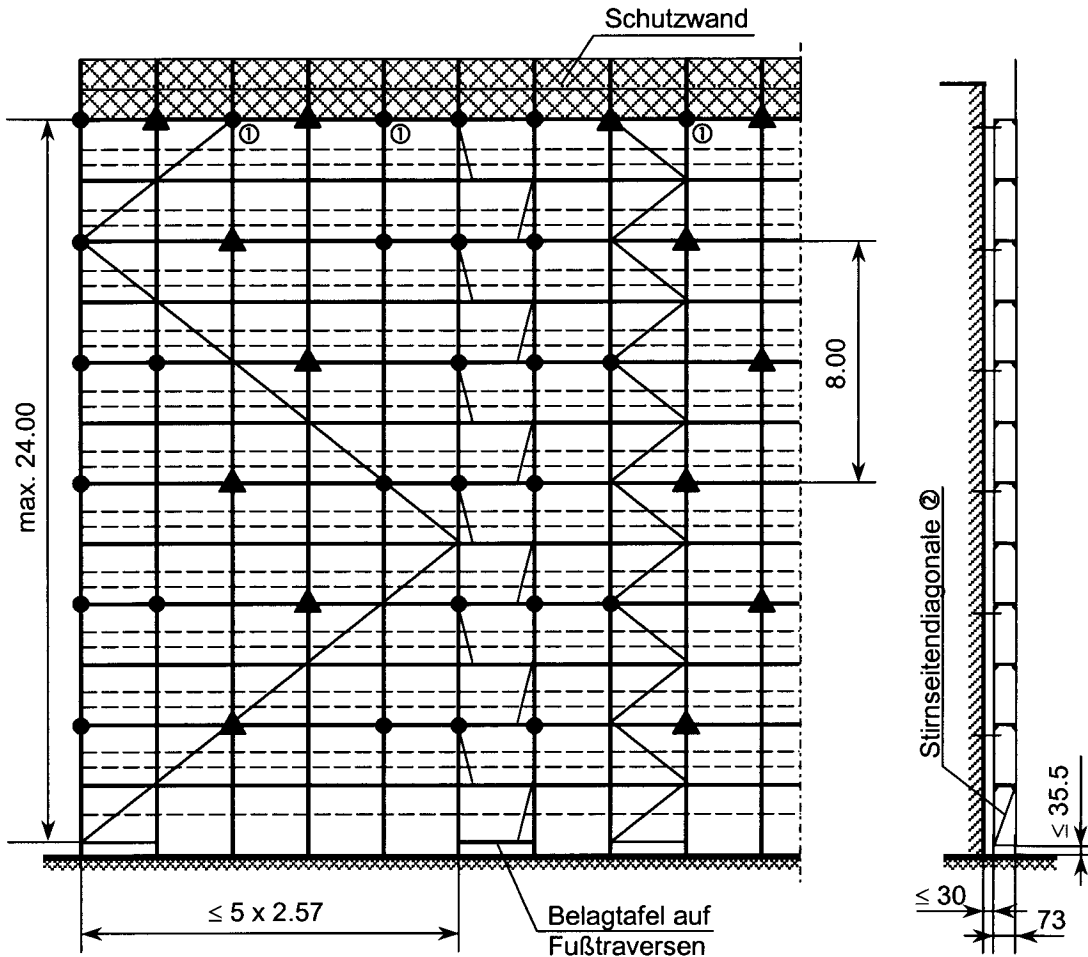 Schutzwand
①
①
①
max. 24.00
8.00
Stirnseitendiagonale ②
≤ 35.5
≤ 30
73
≤ 5 x 2.57
Belagtafel auf
Fußtraversen